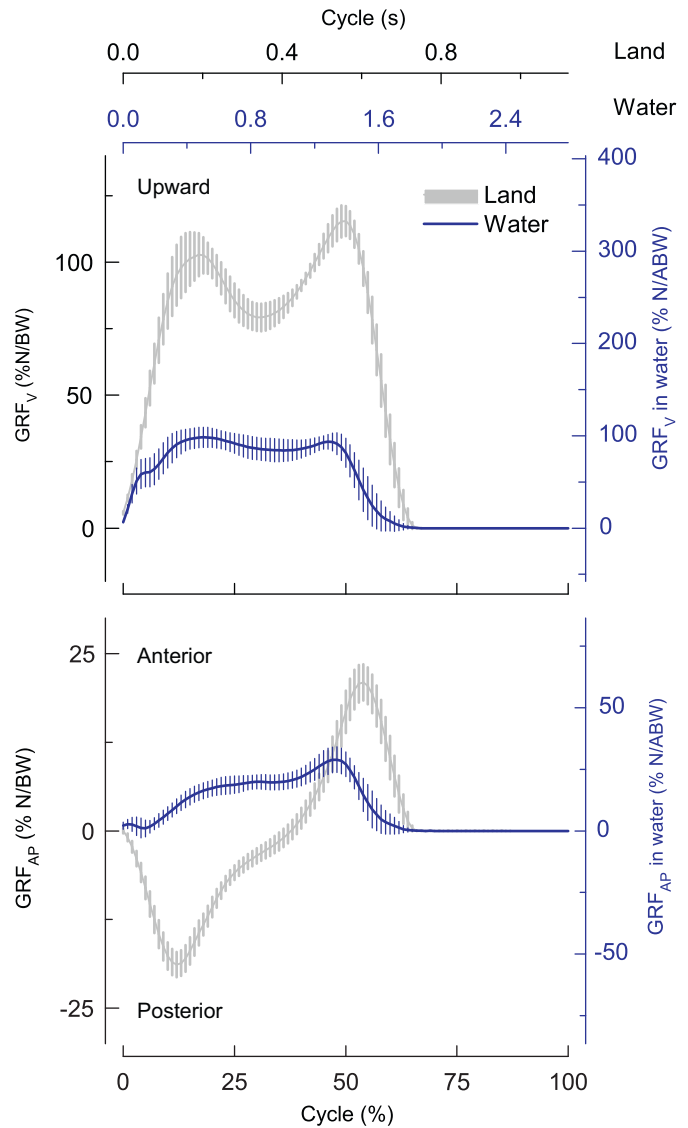 Cycle (s)
0.0 0.4 0.8 Land
Water
0.0 0.8 1.6 2.4
Upward
Land
Water
GRFV (%N/BW)
100
50
0
400
300
200
100
0
GRFV in water (% N/ABW)
Anterior
Posterior
GRFAP (% N/BW)
25
0
-25
50
0
-50
GRFAP in water (% N/ABW)
0 25 50 75 100
Cycle (%)